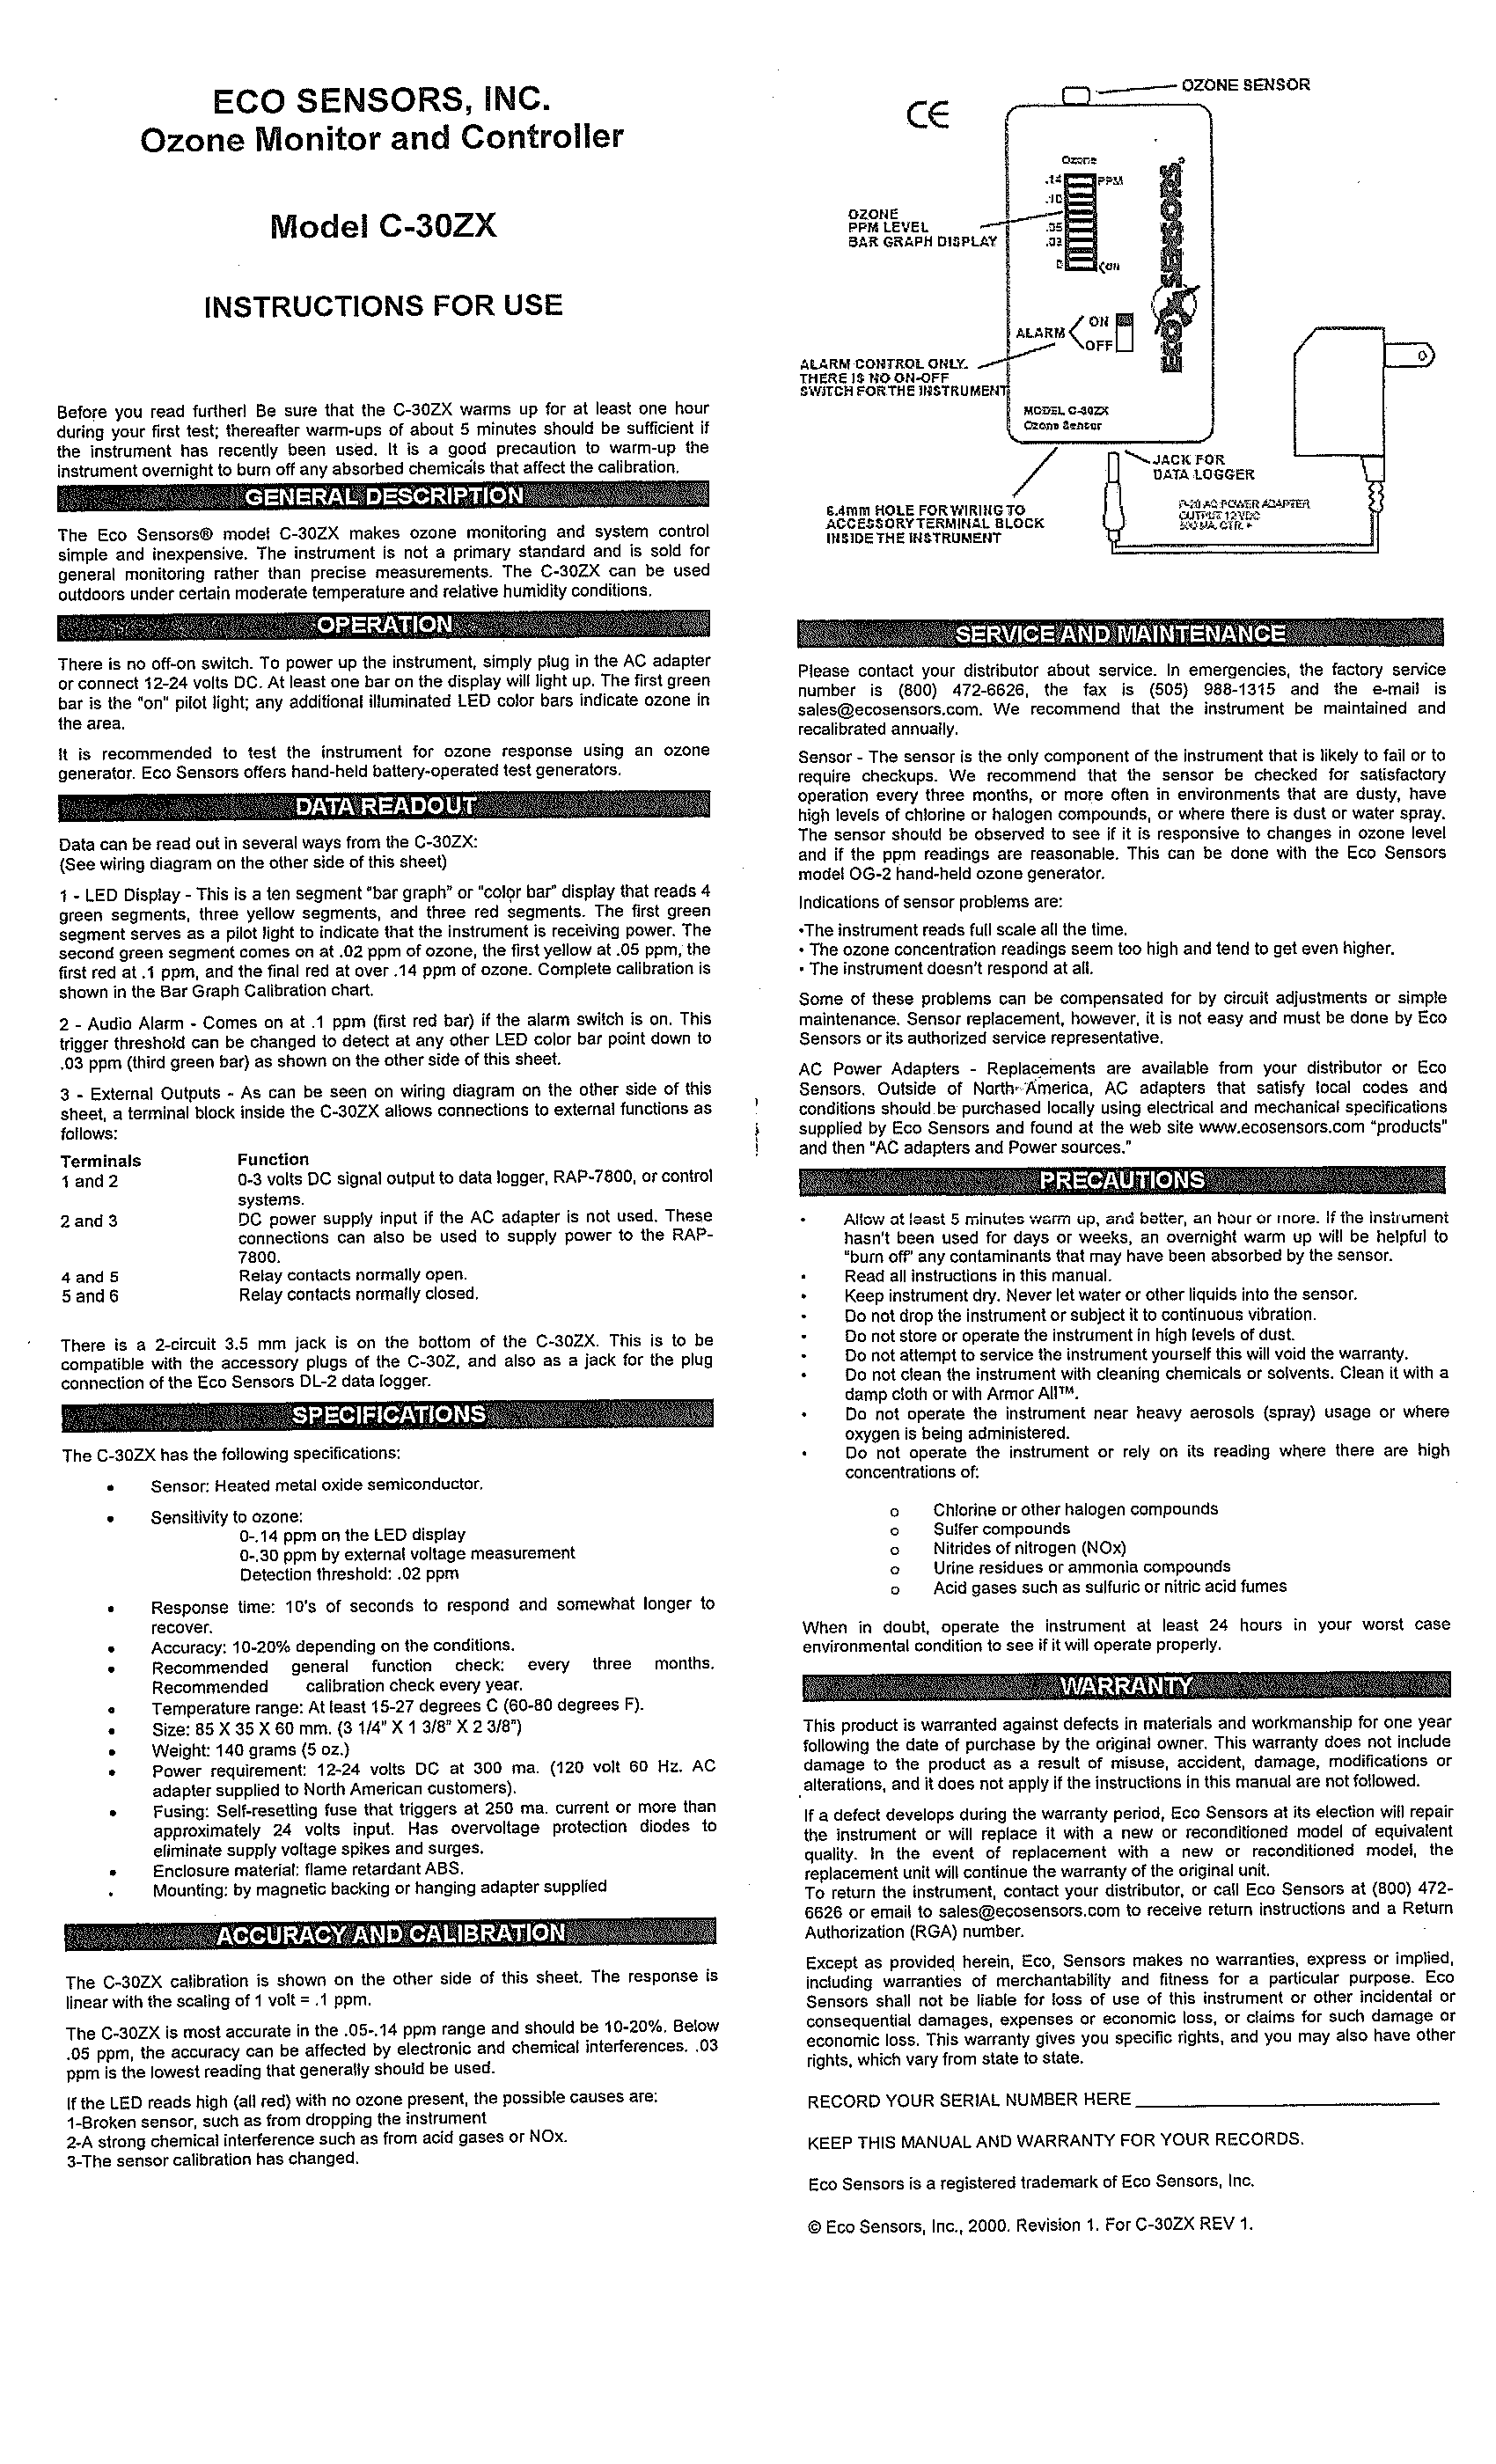 ECO SENSORS, INC.
Ozone Monitor and Controller
Model C-30ZX
INSTRUCTIONS FOR USE
Before you read further! Be sure that the C-30ZX warms up for at least one hour
during your first test; thereafter warm-ups of about 5 minutes should be sufficient if
the instrument has recently been used. It is a good precaution to warm-up the
instrument overnight to burn off any absorbed chemicals that affect the calibration.
GENERAL DESCRIPTION
The Eco Sensors® model C-30ZX makes ozone monitoring and system control
simple and inexpensive. The instrument is not a primary standard and is sold for
general monitoring rather than precise measurements. The C-30ZX can be used
outdoors under certain moderate temperature and relative humidity conditions.
OPERATION
There is no off-on switch. To power up the instrument, simply plug in the AC adapter
or connect 12-24 volts DC. At least one bar on the display will light up. The first green
bar is the "on" pilot light; any additional illuminated LED color bars indicate ozone in
the area.
It is recommended to test the instrument for ozone response using an ozone
generator. Eco Sensors offers hand-held battery-operated test generators.
DATA READOUT
Data can be read out in several ways from the C-30ZX:
(See wiring diagram on the other side of this sheet)
1 - LED Display - This is a ten segment "bar graph" or "color bar" display that reads 4
green segments, three yellow segments, and three red segments. The first green
segment serves as a pilot light to indicate that the instrument is receiving power. The
second green segment comes on at .02 ppm of ozone, the first yellow at .05 ppm, the
first red at .1 ppm, and the final red at over .14 ppm of ozone. Complete calibration is
shown in the Bar Graph Calibration chart.
2 - Audio Alarm - Comes on at .1 ppm (first red bar) if the alarm switch is on. This
trigger threshold can be changed to detect at any other LED color bar point down to
.03 ppm (third green bar) as shown on the other side of this sheet.
3 - External Outputs - As can be seen on wiring diagram on the other side of this
sheet, a terminal block inside the C-30ZX allows connections to external functions as
follows:
Terminals Function
1 and 2 0-3 volts DC signal output to data logger, RAP-7800, or control
systems.
2 and 3 DC power supply input if the AC adapter is not used. These
connections can also be used to supply power to the RAP-
7800.
4 and 5 Relay contacts normally open.
5 and 6 Relay contacts normally closed.
There is a 2-circuit 3.5 mm jack is on the bottom of the C-30ZX. This is to be
compatible with the accessory plugs of the C-30Z, and also as a jack for the plug
connection of the Eco Sensors DL-2 data logger.
SPECIFICATIONS
The C-30ZX has the following specifications:
• Sensor: Heated metal oxide semiconductor.
• Sensitivity to ozone:
0-.14 ppm on the LED display
0-.30 ppm by external voltage measurement
Detection threshold: .02 ppm
• Response time: 10's of seconds to respond and somewhat longer to
recover.
• Accuracy: 10-20% depending on the conditions.
• Recommended general function check: every three months.
Recommended calibration check every year.
• Temperature range: At least 15-27 degrees C (60-80 degrees F).
• Size: 85 X 35 X 60 mm. (3 1/4" X 1 3/8" X 2 3/8")
• Weight: 140 grams (5 oz.)
• Power requirement: 12-24 volts DC at 300 ma. (120 volt 60 Hz. AC
adapter supplied to North American customers).
• Fusing: Self-resetting fuse that triggers at 250 ma. current or more than
approximately 24 volts input. Has overvoltage protection diodes to
eliminate supply voltage spikes and surges.
• Enclosure material: flame retardant ABS.
• Mounting: by magnetic backing or hanging adapter supplied
ACCURACY AND CALIBRATION
The C-30ZX calibration is shown on the other side of this sheet. The response is
linear with the scaling of 1 volt = .1 ppm.
The C-30ZX is most accurate in the .05-.14 ppm range and should be 10-20%. Below
.05 ppm, the accuracy can be affected by electronic and chemical interferences. .03
ppm is the lowest reading that generally should be used.
If the LED reads high (all red) with no ozone present, the possible causes are:
1-Broken sensor, such as from dropping the instrument
2-A strong chemical interference such as from acid gases or NOx.
3-The sensor calibration has changed.
OZONE SENSOR
CE
Ozone
.14 PPM
.10
.05
.02
0 ON
OZONE
PPM LEVEL
BAR GRAPH DISPLAY
ECO SENSORS
ALARM ON
OFF
ALARM CONTROL ONLY.
THERE IS NO ON-OFF
SWITCH FOR THE INSTRUMENT
MODEL C-30ZX
Ozone Sensor
JACK FOR
DATA LOGGER
6.4mm HOLE FOR WIRING TO
ACCESSORY TERMINAL BLOCK
INSIDE THE INSTRUMENT
AC POWER ADAPTER
OUTPUT 12VDC
500 MA. CTR. +
SERVICE AND MAINTENANCE
Please contact your distributor about service. In emergencies, the factory service
number is (800) 472-6626, the fax is (505) 988-1315 and the e-mail is
sales@ecosensors.com. We recommend that the instrument be maintained and
recalibrated annually.
Sensor - The sensor is the only component of the instrument that is likely to fail or to
require checkups. We recommend that the sensor be checked for satisfactory
operation every three months, or more often in environments that are dusty, have
high levels of chlorine or halogen compounds, or where there is dust or water spray.
The sensor should be observed to see if it is responsive to changes in ozone level
and if the ppm readings are reasonable. This can be done with the Eco Sensors
model OG-2 hand-held ozone generator.
Indications of sensor problems are:
•The instrument reads full scale all the time.
• The ozone concentration readings seem too high and tend to get even higher.
• The instrument doesn't respond at all.
Some of these problems can be compensated for by circuit adjustments or simple
maintenance. Sensor replacement, however, it is not easy and must be done by Eco
Sensors or its authorized service representative.
AC Power Adapters - Replacements are available from your distributor or Eco
Sensors. Outside of North America, AC adapters that satisfy local codes and
conditions should be purchased locally using electrical and mechanical specifications
supplied by Eco Sensors and found at the web site www.ecosensors.com "products"
and then "AC adapters and Power sources."
PRECAUTIONS
• Allow at least 5 minutes warm up, and better, an hour or more. If the instrument
hasn't been used for days or weeks, an overnight warm up will be helpful to
"burn off" any contaminants that may have been absorbed by the sensor.
• Read all instructions in this manual.
• Keep instrument dry. Never let water or other liquids into the sensor.
• Do not drop the instrument or subject it to continuous vibration.
• Do not store or operate the instrument in high levels of dust.
• Do not attempt to service the instrument yourself this will void the warranty.
• Do not clean the instrument with cleaning chemicals or solvents. Clean it with a
damp cloth or with Armor All™.
• Do not operate the instrument near heavy aerosols (spray) usage or where
oxygen is being administered.
• Do not operate the instrument or rely on its reading where there are high
concentrations of:
o Chlorine or other halogen compounds
o Sulfer compounds
o Nitrides of nitrogen (NOx)
o Urine residues or ammonia compounds
o Acid gases such as sulfuric or nitric acid fumes
When in doubt, operate the instrument at least 24 hours in your worst case
environmental condition to see if it will operate properly.
WARRANTY
This product is warranted against defects in materials and workmanship for one year
following the date of purchase by the original owner. This warranty does not include
damage to the product as a result of misuse, accident, damage, modifications or
alterations, and it does not apply if the instructions in this manual are not followed.
If a defect develops during the warranty period, Eco Sensors at its election will repair
the instrument or will replace it with a new or reconditioned model of equivalent
quality. In the event of replacement with a new or reconditioned model, the
replacement unit will continue the warranty of the original unit.
To return the instrument, contact your distributor, or call Eco Sensors at (800) 472-
6626 or email to sales@ecosensors.com to receive return instructions and a Return
Authorization (RGA) number.
Except as provided herein, Eco, Sensors makes no warranties, express or implied,
including warranties of merchantability and fitness for a particular purpose. Eco
Sensors shall not be liable for loss of use of this instrument or other incidental or
consequential damages, expenses or economic loss, or claims for such damage or
economic loss. This warranty gives you specific rights, and you may also have other
rights, which vary from state to state.
RECORD YOUR SERIAL NUMBER HERE
KEEP THIS MANUAL AND WARRANTY FOR YOUR RECORDS.
Eco Sensors is a registered trademark of Eco Sensors, Inc.
© Eco Sensors, Inc., 2000. Revision 1. For C-30ZX REV 1.